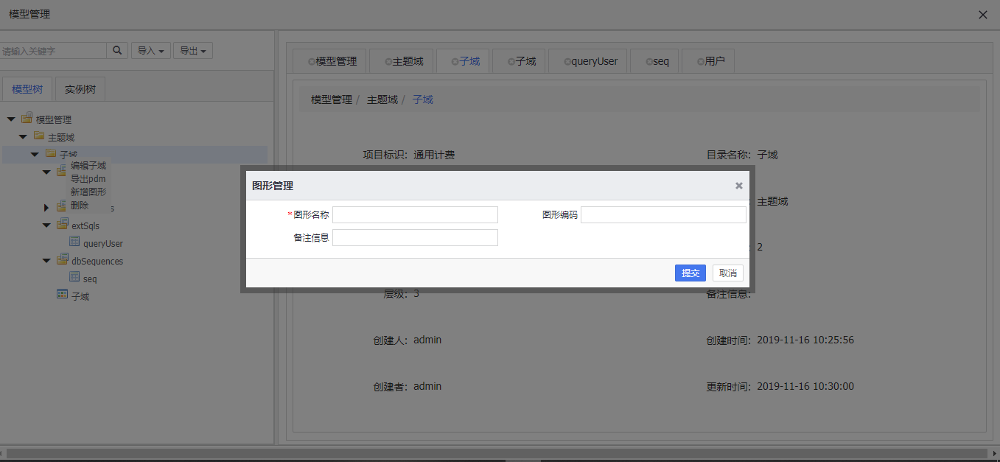 模型管理
请输入关键字
导入
导出
模型树
实例树
模型管理
主题域
子域
编辑子域
导出pdm
新增图形
删除
s
extSqls
queryUser
dbSequences
seq
子域
模型管理
主题域
子域
子域
queryUser
seq
用户
模型管理 / 主题域 / 子域
项目标识: 通用计费
目录名称: 子域
: 主题域
: 2
图形管理
*图形名称
图形编码
备注信息
提交
取消
层级: 3
备注信息:
创建人: admin
创建时间: 2019-11-16 10:25:56
创建者: admin
更新时间: 2019-11-16 10:30:00